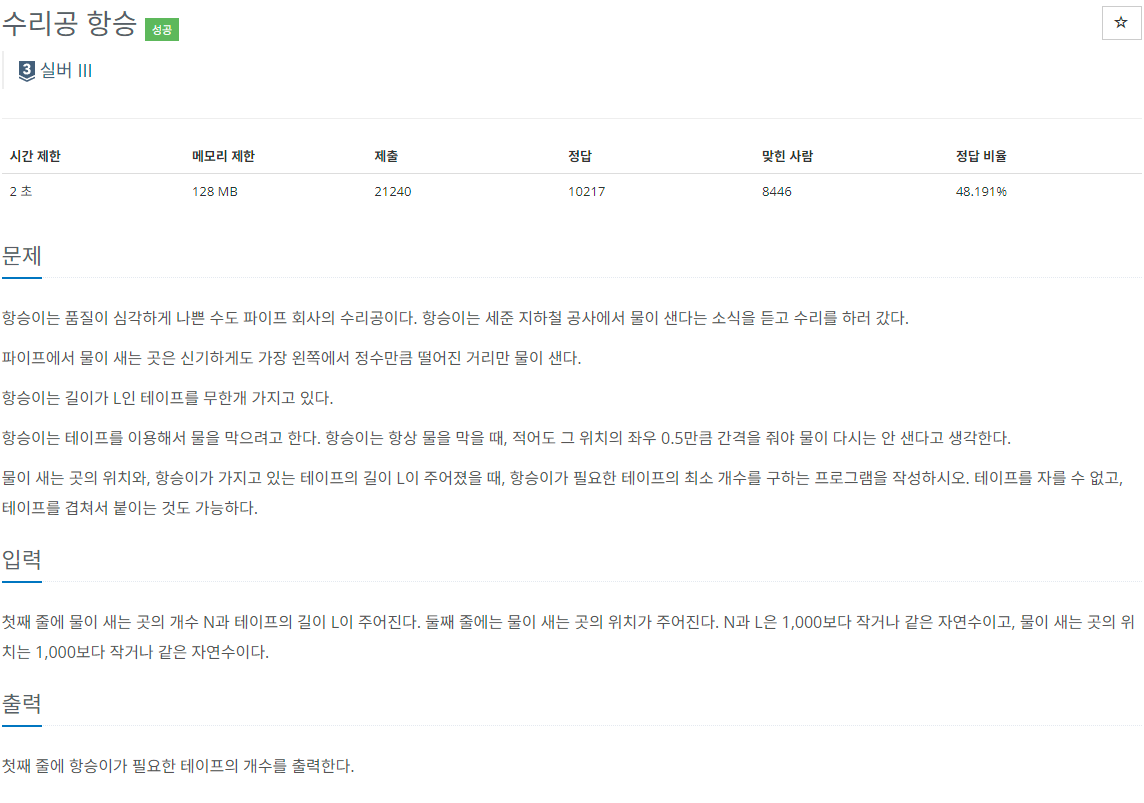 수리공 항승 성공
☆
3 실버 III
시간 제한 메모리 제한 제출 정답 맞힌 사람 정답 비율
2 초 128 MB 21240 10217 8446 48.191%
문제
항승이는 품질이 심각하게 나쁜 수도 파이프 회사의 수리공이다. 항승이는 세준 지하철 공사에서 물이 샌다는 소식을 듣고 수리를 하러 갔다.
파이프에서 물이 새는 곳은 신기하게도 가장 왼쪽에서 정수만큼 떨어진 거리만 물이 샌다.
항승이는 길이가 L인 테이프를 무한개 가지고 있다.
항승이는 테이프를 이용해서 물을 막으려고 한다. 항승이는 항상 물을 막을 때, 적어도 그 위치의 좌우 0.5만큼 간격을 줘야 물이 다시는 안 샌다고 생각한다.
물이 새는 곳의 위치와, 항승이가 가지고 있는 테이프의 길이 L이 주어졌을 때, 항승이가 필요한 테이프의 최소 개수를 구하는 프로그램을 작성하시오. 테이프를 자를 수 없고,
테이프를 겹쳐서 붙이는 것도 가능하다.
입력
첫째 줄에 물이 새는 곳의 개수 N과 테이프의 길이 L이 주어진다. 둘째 줄에는 물이 새는 곳의 위치가 주어진다. N과 L은 1,000보다 작거나 같은 자연수이고, 물이 새는 곳의 위
치는 1,000보다 작거나 같은 자연수이다.
출력
첫째 줄에 항승이가 필요한 테이프의 개수를 출력한다.